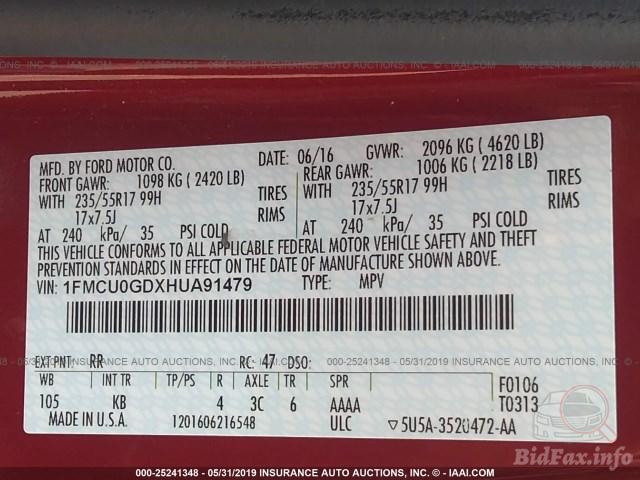 000-25241348 - 05/31/2019 INSURANCE AUTO AUCTIONS, INC. - IAAI.COM
MFD. BY FORD MOTOR CO.
DATE: 06/16 GVWR: 2096 KG ( 4620 LB)
FRONT GAWR: 1098 KG ( 2420 LB)
REAR GAWR: 1006 KG ( 2218 LB)
WITH 235/55R17 99H TIRES
WITH 235/55R17 99H TIRES
17x7.5J RIMS
17x7.5J RIMS
AT 240 kPa/ 35 PSI COLD
AT 240 kPa/ 35 PSI COLD
THIS VEHICLE CONFORMS TO ALL APPLICABLE FEDERAL MOTOR VEHICLE SAFETY AND THEFT
PREVENTION STANDARDS IN EFFECT ON THE DATE OF MANUFACTURE SHOWN ABOVE.
VIN: 1FMCU0GDXHUA91479 TYPE: MPV
EXT PNT: RR RC: 47 DSO:
WB INT TR TP/PS R AXLE TR SPR
F0106
105 KB 4 3C 6 AAAA
T0313
MADE IN U.S.A. 1201606216548 ULC ▽5U5A-3520472-AA
000-25241348 - 05/31/2019 INSURANCE AUTO AUCTIONS, INC. - IAAI.COM
BidFax.info